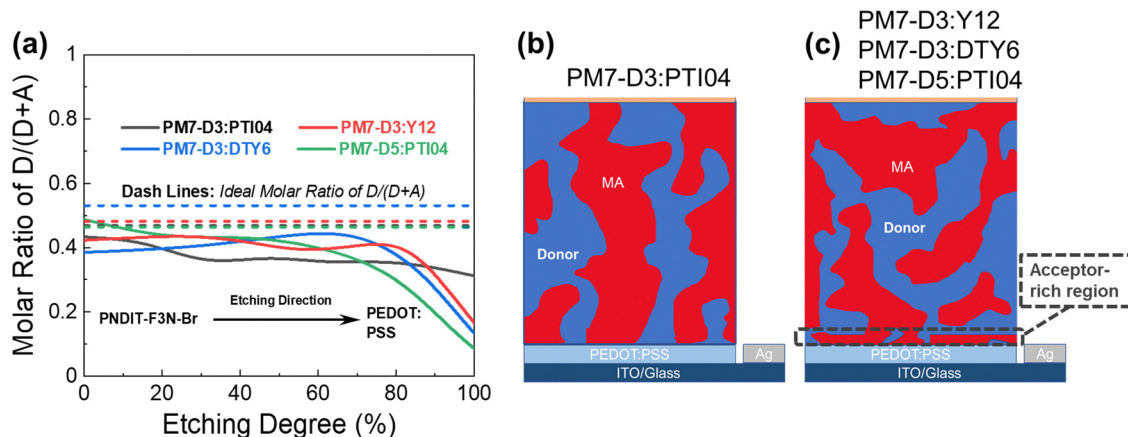 (a)
Molar Ratio of D/(D+A)
1
0.8
0.6
0.4
0.2
0
PM7-D3:PTI04
PM7-D3:Y12
PM7-D3:DTY6
PM7-D5:PTI04
Dash Lines: Ideal Molar Ratio of D/(D+A)
Etching Direction
PNDIT-F3N-Br
PEDOT:
PSS
0 20 40 60 80 100
Etching Degree (%)
(b)
PM7-D3:PTI04
MA
Donor
PEDOT:PSS
Ag
ITO/Glass
(c)
PM7-D3:Y12
PM7-D3:DTY6
PM7-D5:PTI04
MA
Donor
Acceptor-
rich region
PEDOT:PSS
Ag
ITO/Glass